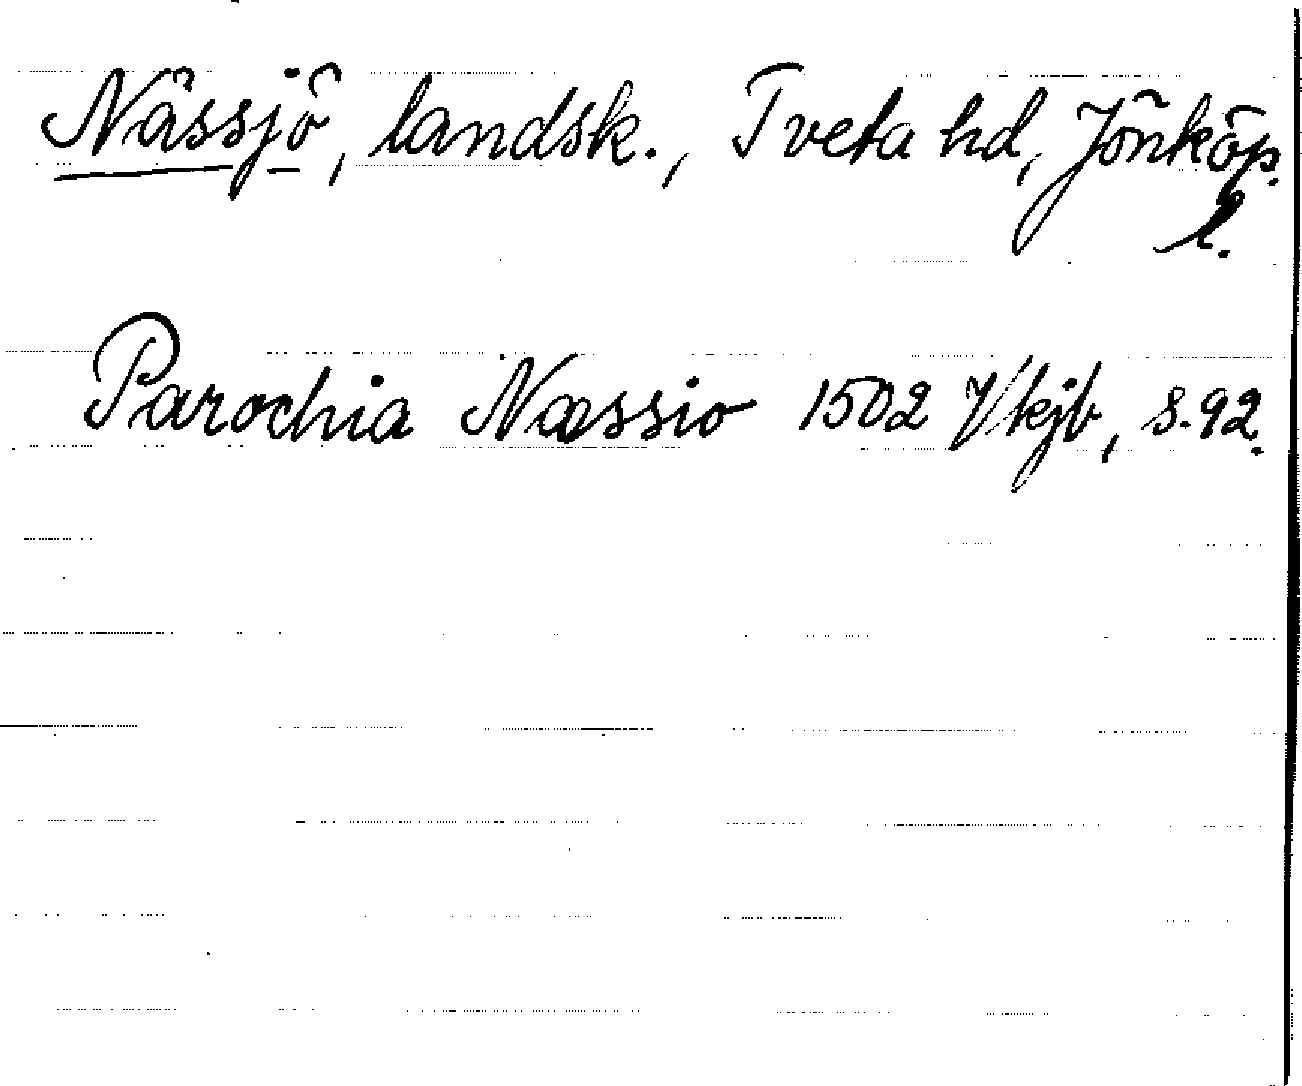 Nässjö, landsk., Tveta hd, Jönköp.
l.
Parochia Næssio 1502 Vkjb, s. 92.